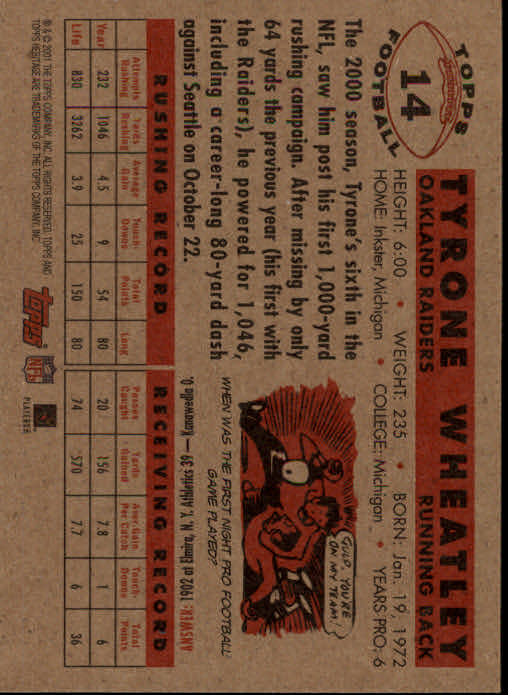 TOPPS
14
FOOTBALL
TYRONE WHEATLEY
OAKLAND RAIDERS RUNNING BACK
HEIGHT: 6:00 • WEIGHT: 235 • BORN: Jan. 19, 1972
HOME: Inkster, Michigan • COLLEGE: Michigan • YEARS PRO: 6
The 2000 season, Tyrone's sixth in the
NFL, saw him post his first 1,000-yard
rushing campaign. After missing by only
64 yards the previous year (his first with
the Raiders), he powered for 1,046,
including a career-long 80-yard dash
against Seattle on October 22.
GULP, YOU'RE
ON MY TEAM!
WHEN WAS THE FIRST NIGHT PRO FOOTBALL
GAME PLAYED?
ANSWER: 1902 at Elmira, N.Y. Athletics 39 —
Kanaweola 0.
RUSHING RECORD RECEIVING RECORD
Attempts Rushing Yards Rushing Average Gain Touch-Downs Total Points Long Passes Caught Yards Gained Aver. Gain Per Catch Touch-Downs Total Points
Year 232 1046 4.5 9 54 80 20 156 7.8 1 6
Life 830 3262 3.9 25 150 80 74 570 7.7 6 36
® & © 2001 THE TOPPS COMPANY, INC. ALL RIGHTS RESERVED. TOPPS AND
TOPPS HERITAGE ARE TRADEMARKS OF THE TOPPS COMPANY, INC.
Topps
NFL
PLAYERS